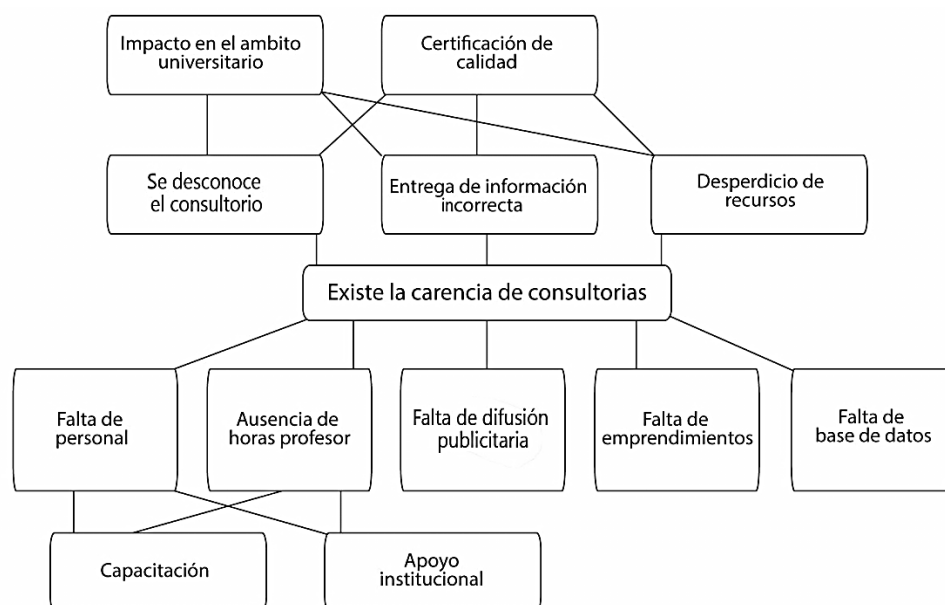 Impacto en el ambito
universitario
Certificación de
calidad
Se desconoce
el consultorio
Entrega de información
incorrecta
Desperdicio de
recursos
Existe la carencia de consultorias
Falta de
personal
Ausencia de
horas profesor
Falta de difusión
publicitaria
Falta de
emprendimientos
Falta de
base de datos
Capacitación
Apoyo
institucional